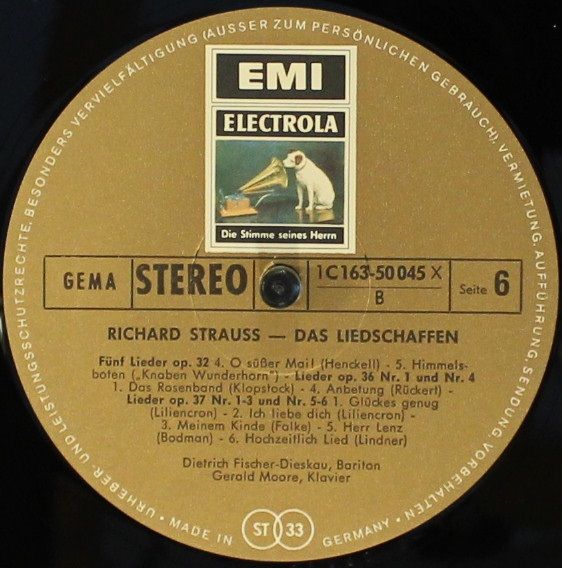 URHEBER- UND LEISTUNGSSCHUTZRECHTE, BESONDERS VERVIELFÄLTIGUNG (AUSSER ZUM PERSÖNLICHEN GEBRAUCH), VERMIETUNG, AUFFÜHRUNG, SENDUNG VORBEHALTEN •
EMI
ELECTROLA
Die Stimme seines Herrn
GEMA STEREO 1C163-50045 X Seite 6
B
RICHARD STRAUSS — DAS LIEDSCHAFFEN
Fünf Lieder op. 32 4. O süßer Mai! (Henckell) - 5. Himmels-
boten („Knaben Wunderhorn") – Lieder op. 36 Nr. 1 und Nr. 4
1. Das Rosenband (Klopstock) - 4. Anbetung (Rückert) -
Lieder op. 37 Nr. 1-3 und Nr. 5-6 1. Glückes genug
(Liliencron) - 2. Ich liebe dich (Liliencron) -
3. Meinem Kinde (Falke) - 5. Herr Lenz
(Bodman) - 6. Hochzeitlich Lied (Lindner)
Dietrich Fischer-Dieskau, Bariton
Gerald Moore, Klavier
• MADE IN ST 33 GERMANY •